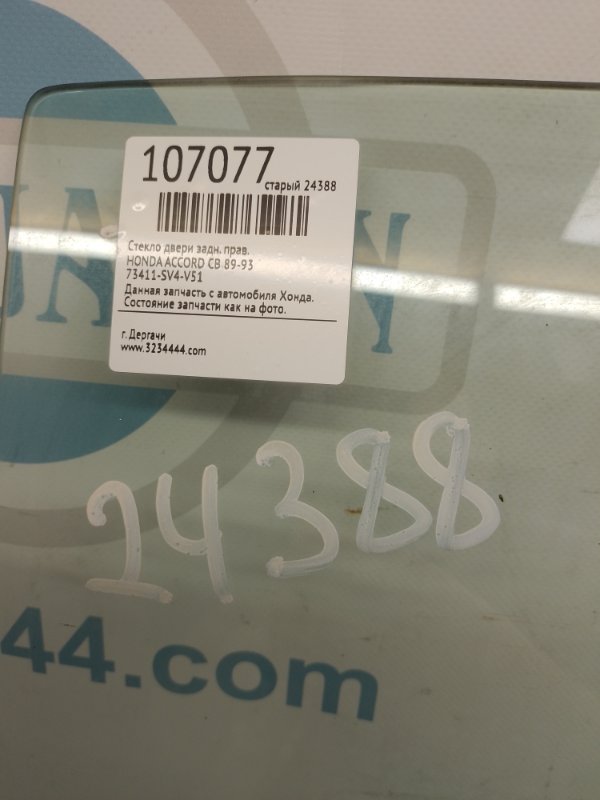 107077
старый 24388
Стекло двери задн. прав.
HONDA ACCORD CB 89-93
73411-SV4-V51
Данная запчасть с автомобиля Хонда.
Состояние запчасти как на фото.
г. Дергачи
www.3234444.com
24388
44.com